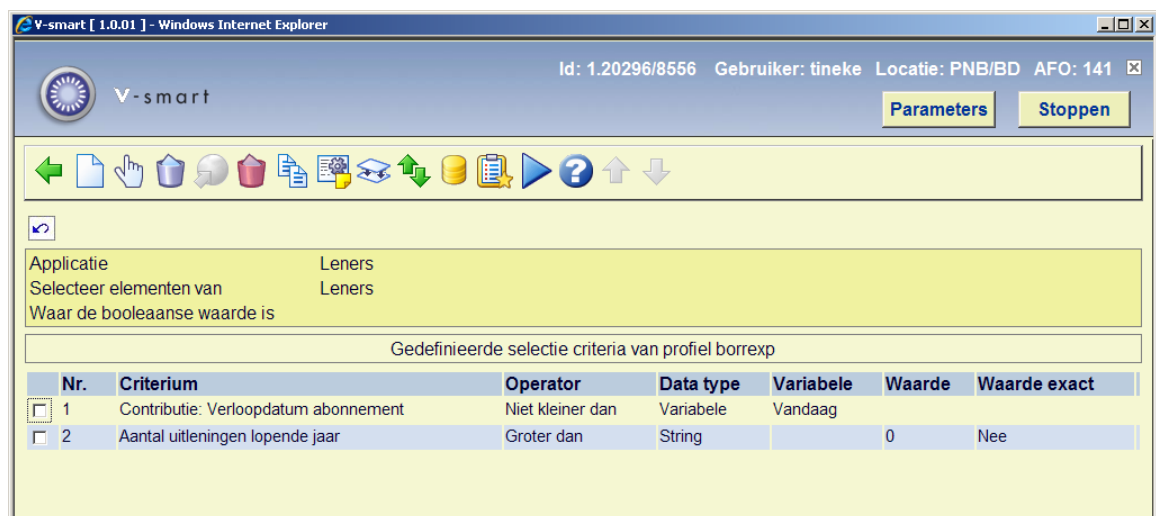 V-smart [ 1.0.01 ] - Windows Internet Explorer
Id: 1.20296/8556 Gebruiker: tineke Locatie: PNB/BD AFO: 141
V-smart
Parameters Stoppen
Applicatie Leners
Selecteer elementen van Leners
Waar de booleaanse waarde is
Gedefinieerde selectie criteria van profiel borrexp
Nr. Criterium Operator Data type Variabele Waarde Waarde exact
1 Contributie: Verloopdatum abonnement Niet kleiner dan Variabele Vandaag
2 Aantal uitleningen lopende jaar Groter dan String 0 Nee